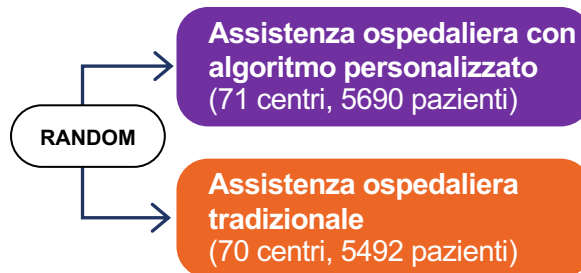 Assistenza ospedaliera con
algoritmo personalizzato
(71 centri, 5690 pazienti)
RANDOM
Assistenza ospedaliera
tradizionale
(70 centri, 5492 pazienti)